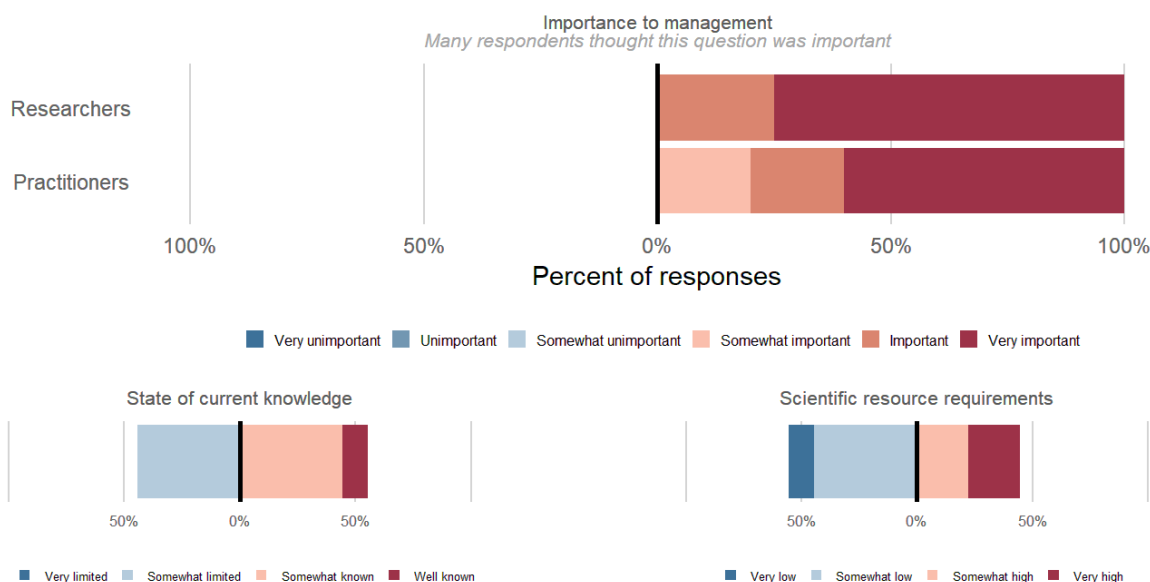 Importance to management
Many respondents thought this question was important
Researchers
Practitioners
100% 50% 0% 50% 100%
Percent of responses
Very unimportant Unimportant Somewhat unimportant Somewhat important Important Very important
State of current knowledge
50% 0% 50%
Very limited Somewhat limited Somewhat known Well known
Scientific resource requirements
50% 0% 50%
Very low Somewhat low Somewhat high Very high